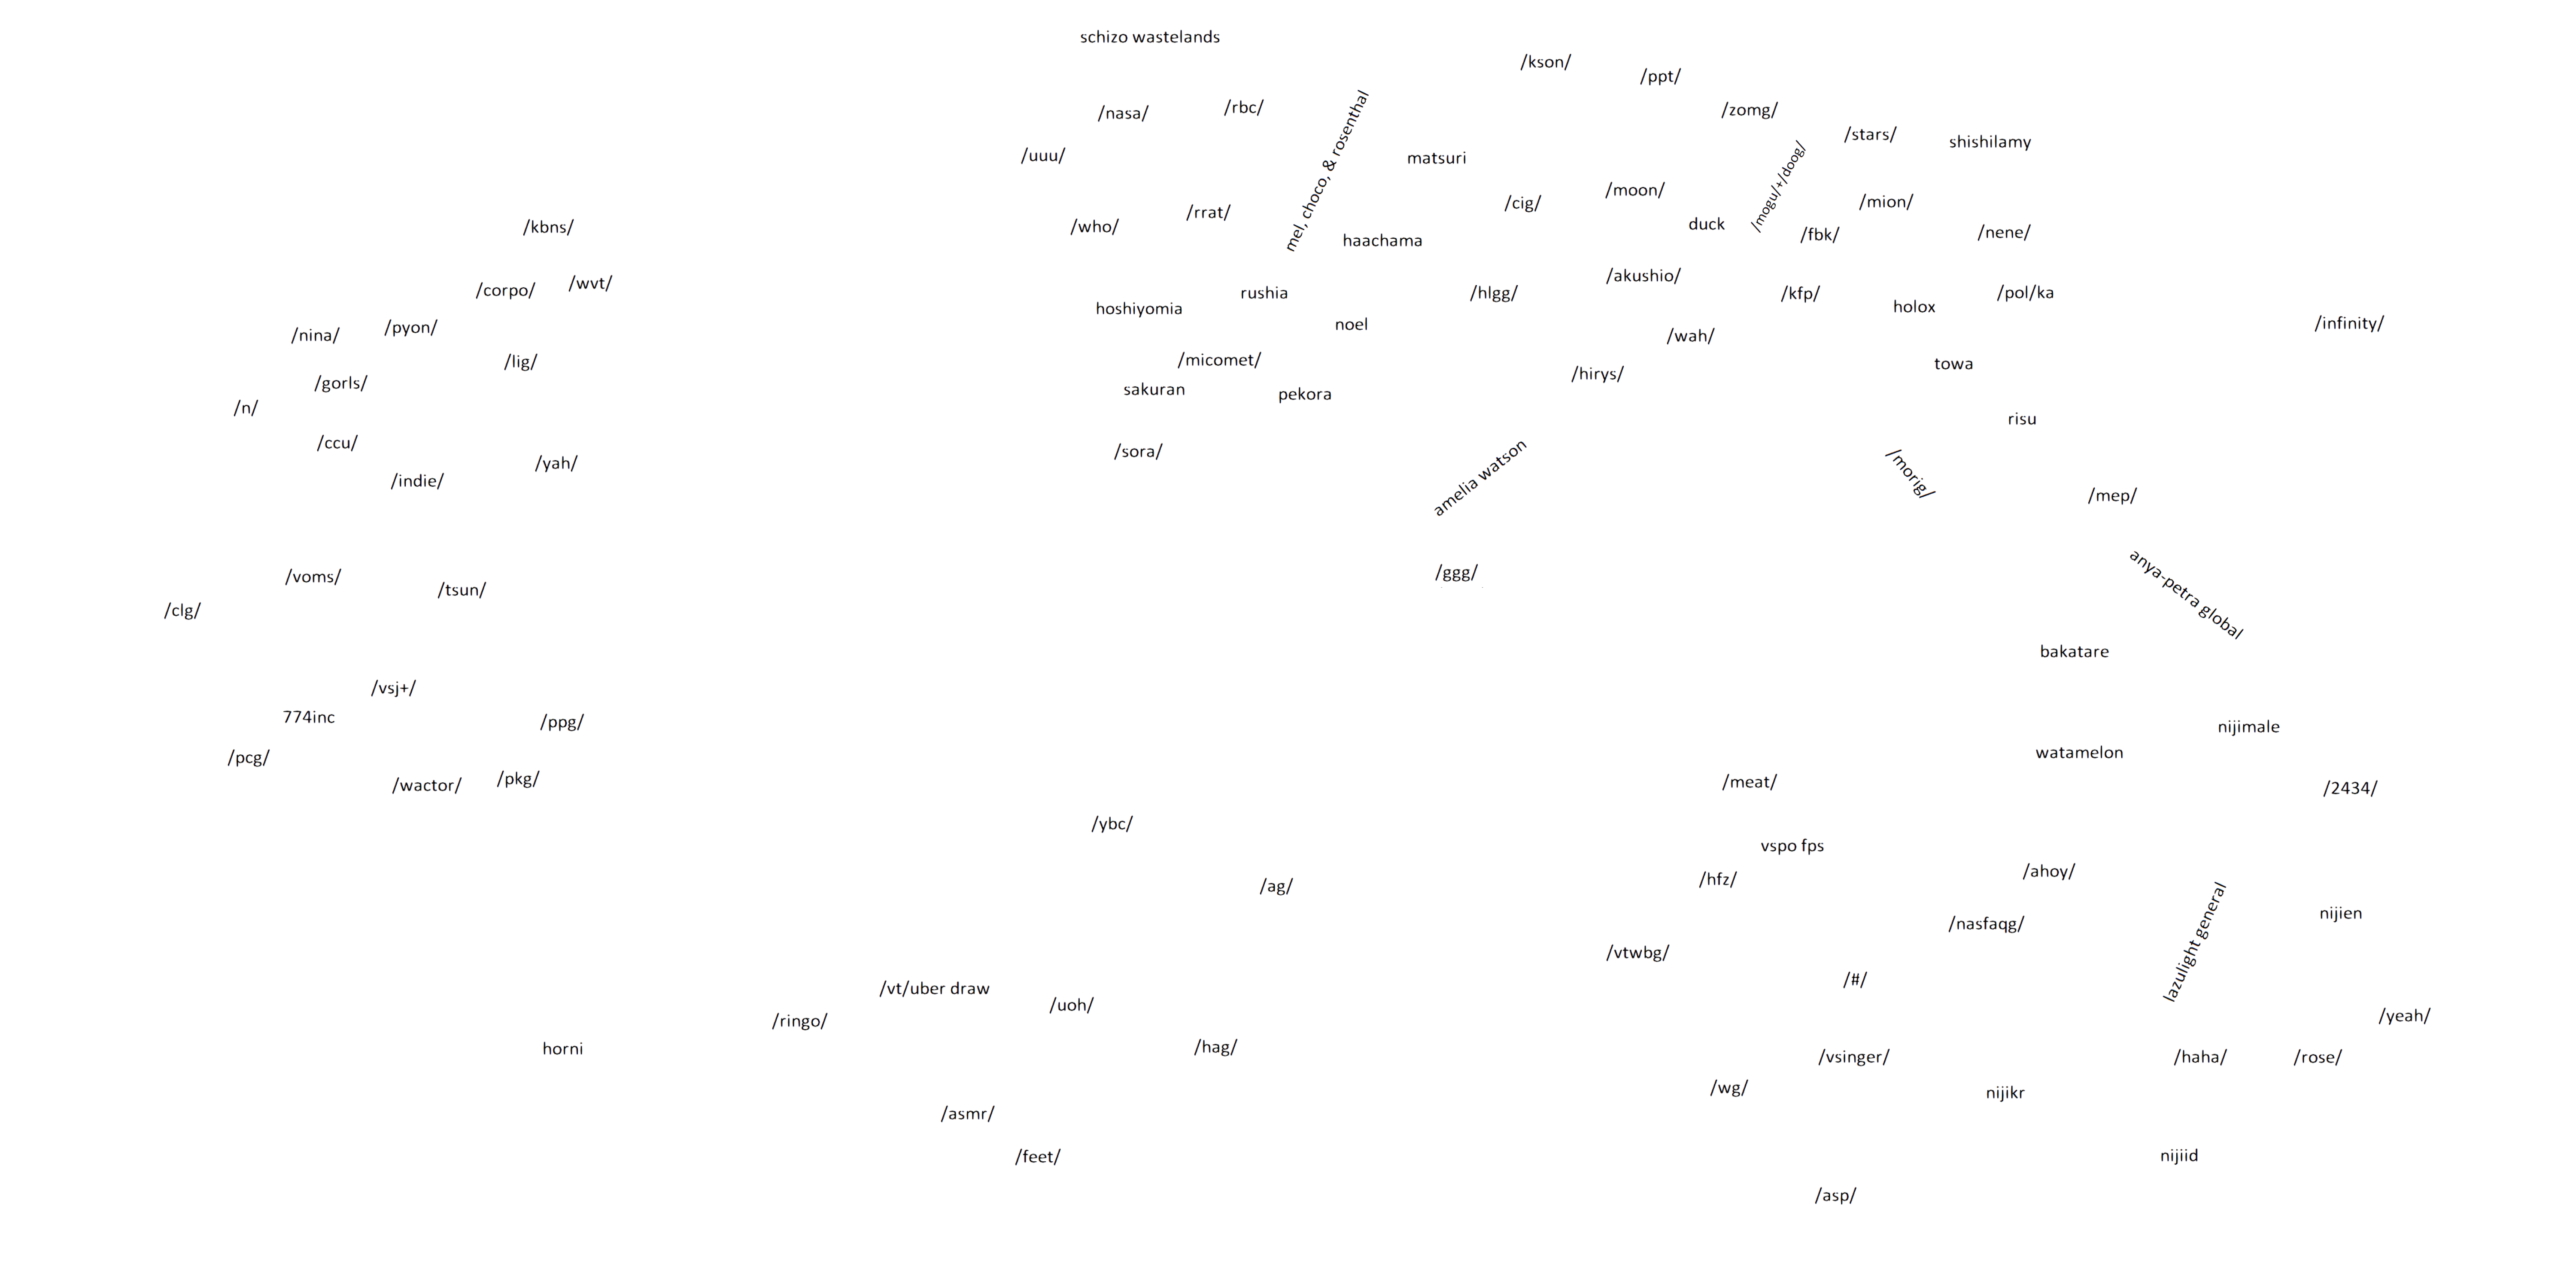 schizo wastelands
/kson/
/ppt/
/nasa/
/rbc/
/zomg/
/stars/
shishilamy
/uuu/
mel, choco, & rosenthal
matsuri
/mogu/+/doog/
/moon/
/cig/
/mion/
/who/
/rrat/
duck
/fbk/
/nene/
/kbns/
haachama
/akushio/
/corpo/
/wvt/
hoshiyomia
rushia
/hlgg/
/kfp/
holox
/pol/ka
/infinity/
/nina/
/pyon/
noel
/wah/
/lig/
/micomet/
/hirys/
towa
/gorls/
sakuran
pekora
/n/
risu
/ccu/
/yah/
/sora/
amelia watson
/morig/
/indie/
/mep/
/voms/
/tsun/
/ggg/
anya-petra global
/clg/
bakatare
/vsj+/
774inc
/ppg/
nijimale
/pcg/
/wactor/
/pkg/
watamelon
/meat/
/2434/
/ybc/
vspo fps
/ag/
/hfz/
/ahoy/
/nasfaqg/
lazulight general
nijien
/vtwbg/
/vt/uber draw
/uoh/
/#/
/ringo/
/yeah/
horni
/hag/
/vsinger/
/haha/
/rose/
/asmr/
/wg/
nijikr
/feet/
nijiid
/asp/